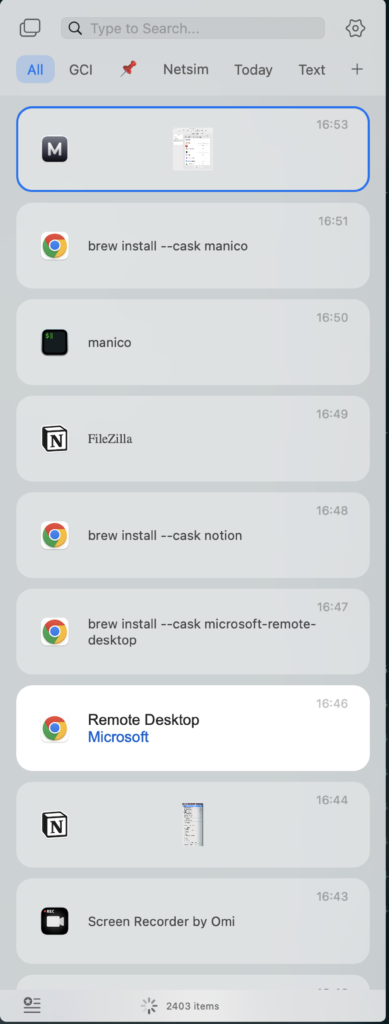 Type to Search...
All GCI Netsim Today Text +
16:53
M
16:51
brew install --cask manico
16:50
$
manico
16:49
N
FileZilla
16:48
brew install --cask notion
16:47
brew install --cask microsoft-remote-
desktop
16:46
Remote Desktop
Microsoft
16:44
N
16:43
REC
Screen Recorder by Omi
2403 items